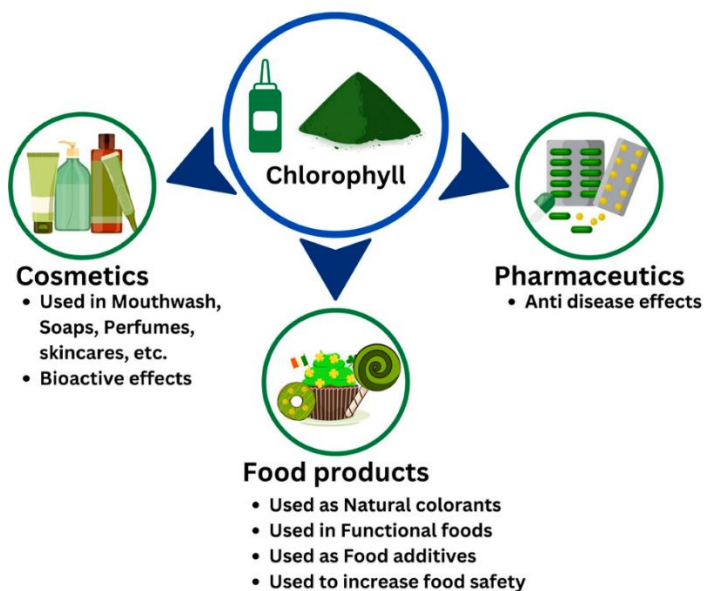 Chlorophyll
Cosmetics
• Used in Mouthwash,
Soaps, Perfumes,
skincares, etc.
• Bioactive effects
Pharmaceutics
• Anti disease effects
Food products
• Used as Natural colorants
• Used in Functional foods
• Used as Food additives
• Used to increase food safety